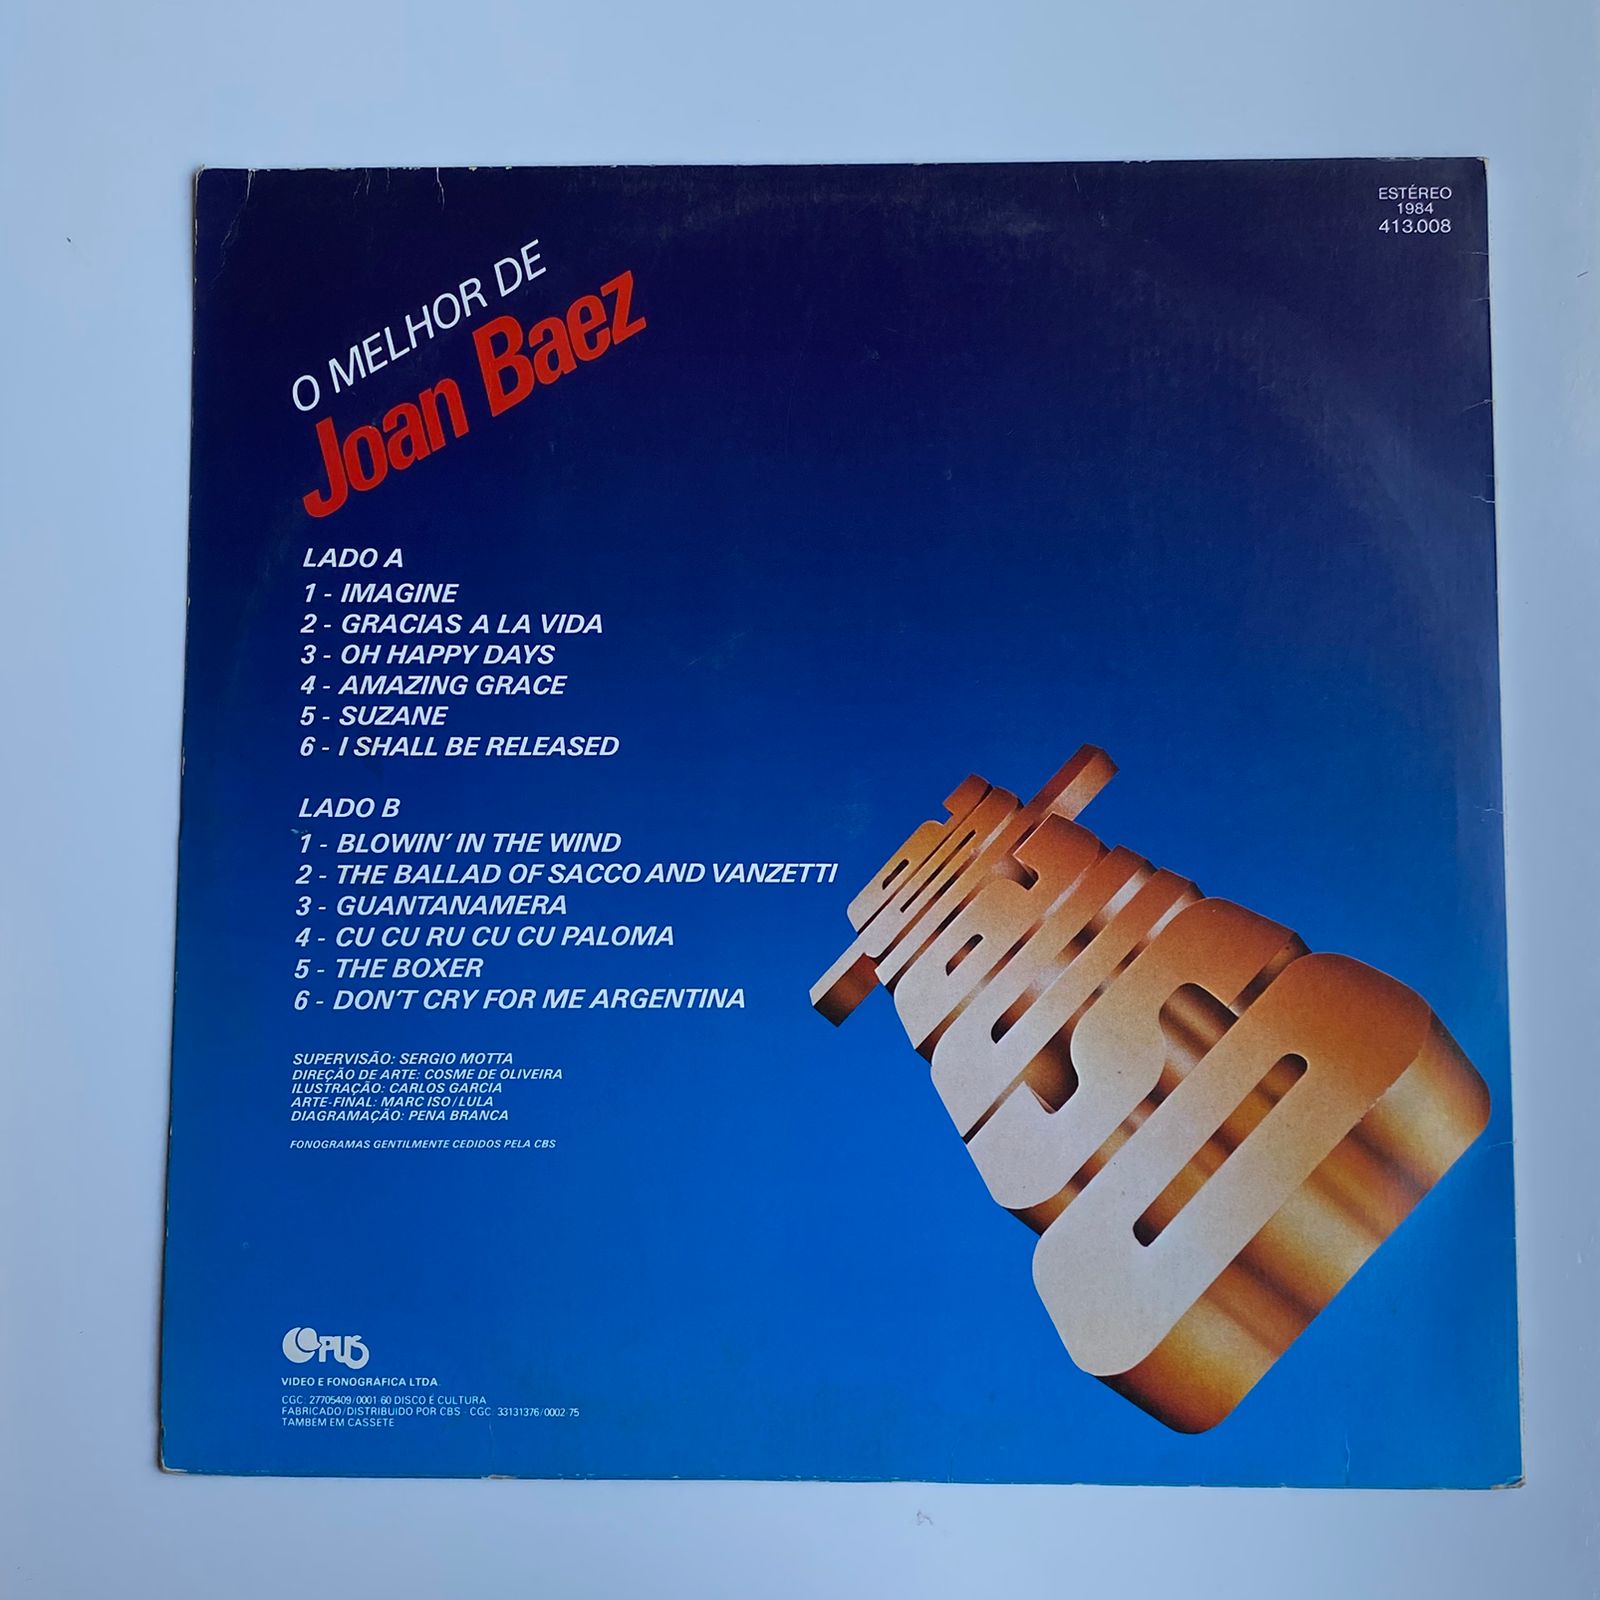 ESTÉREO
1984
413.008
O MELHOR DE
Joan Baez
LADO A
1 - IMAGINE
2 - GRACIAS A LA VIDA
3 - OH HAPPY DAYS
4 - AMAZING GRACE
5 - SUZANE
6 - I SHALL BE RELEASED
LADO B
1 - BLOWIN' IN THE WIND
2 - THE BALLAD OF SACCO AND VANZETTI
3 - GUANTANAMERA
4 - CU CU RU CU CU PALOMA
5 - THE BOXER
6 - DON'T CRY FOR ME ARGENTINA
SUPERVISÃO: SERGIO MOTTA
DIREÇÃO DE ARTE: COSME DE OLIVEIRA
ILUSTRAÇÃO: CARLOS GARCIA
ARTE-FINAL: MARC ISO/LULA
DIAGRAMAÇÃO: PENA BRANCA
FONOGRAMAS GENTILMENTE CEDIDOS PELA CBS
OPUS
VIDEO E FONOGRÁFICA LTDA.
CGC: 27705409/0001-60 DISCO É CULTURA
FABRICADO/DISTRIBUIDO POR CBS - CGC: 33131376/0002-75
TAMBEM EM CASSETE